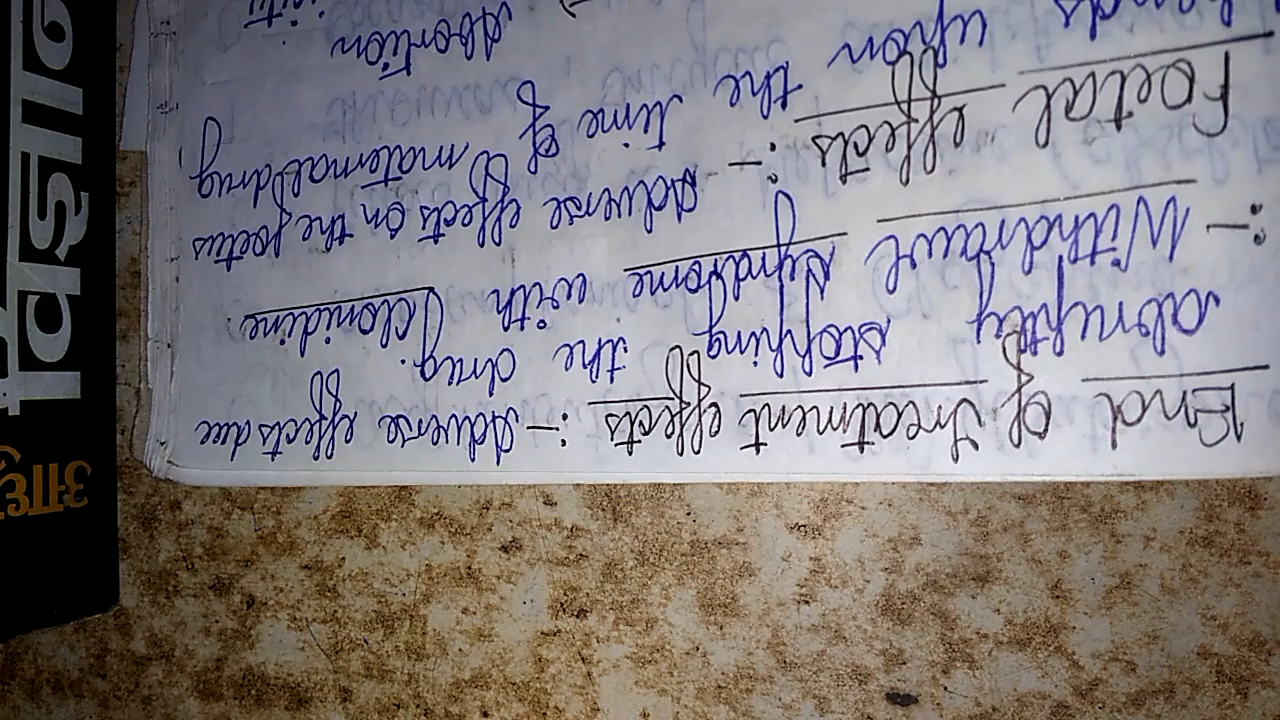 End of treatment effects :- Adverse effects due
abruptly stopping the drug.
:- Withdrawl syndrome with clonidine
Foetal effects :- Adverse effects on the foetus
upon the time of maternal drug
Abortion
विज्ञान